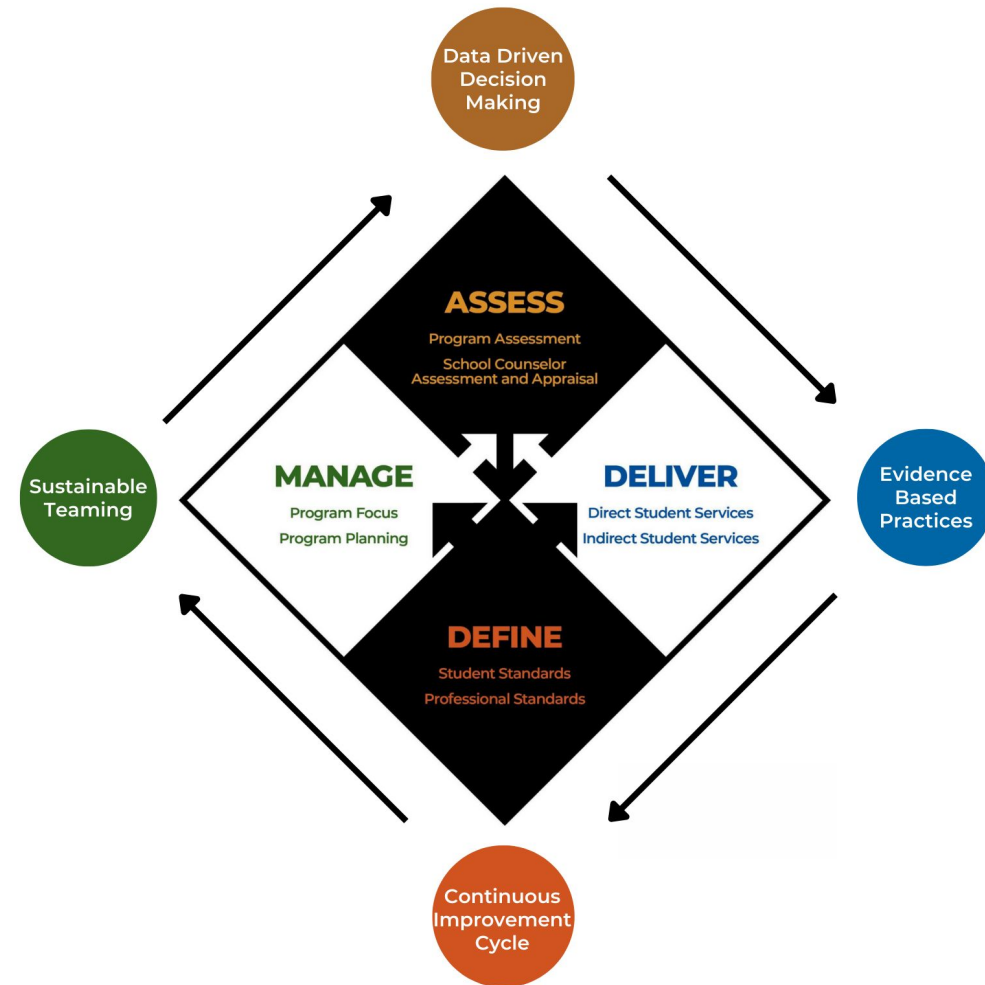 Data Driven
Decision
Making
ASSESS
Program Assessment
School Counselor
Assessment and Appraisal
Sustainable
Teaming
MANAGE
Program Focus
Program Planning
DELIVER
Direct Student Services
Indirect Student Services
Evidence
Based
Practices
DEFINE
Student Standards
Professional Standards
Continuous
Improvement
Cycle